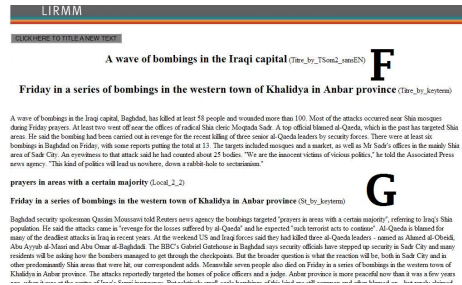 LIRMM
CLICK HERE TO TITLE A NEW TEXT
A wave of bombings in the Iraqi capital (Titre_by_TSom2_sansEN)
F
Friday in a series of bombings in the western town of Khalidya in Anbar province (Titre_by_keyterm)
A wave of bombings in the Iraqi capital, Baghdad, has killed at least 58 people and wounded more than 100. Most of the attacks occurred near Shia mosques
during Friday prayers. At least two went off near the offices of radical Shia cleric Moqtada Sadr. A top official blamed al-Qaeda, which in the past has targeted Shia
areas. He said the bombing had been carried out in revenge for the recent killing of three senior al-Qaeda leaders by security forces. There were at least six
bombings in Baghdad on Friday, with some reports putting the total at 13. The targets included mosques and a market, as well as Mr Sadr's offices in the mainly Shia
area of Sadr City. An eyewitness to that attack said he had counted about 25 bodies. "We are the innocent victims of vicious politics," he told the Associated Press
news agency. "This kind of politics will lead us nowhere, down a rabbit-hole to sectarianism."
prayers in areas with a certain majority (Local_2_2)
G
Friday in a series of bombings in the western town of Khalidya in Anbar province (St_by_keyterm)
Baghdad security spokesman Qassim Moussawi told Reuters news agency the bombings targeted "prayers in areas with a certain majority", referring to Iraq's Shia
population. He said the attacks came in "revenge for the losses suffered by al-Qaeda" and he expected "such terrorist acts to continue". Al-Qaeda is blamed for
many of the deadliest attacks in Iraq in recent years. At the weekend US and Iraqi forces said they had killed three al-Qaeda leaders - named as Ahmed al-Obeidi,
Abu Ayyub al-Masri and Abu Omar al-Baghdadi. The BBC's Gabriel Gatehouse in Baghdad says security officials have stepped up security in Sadr City and many
residents will be asking how the bombers managed to get through the checkpoints. But the broader question is what the reaction will be, both in Sadr City and in
other predominantly Shia areas that were hit, our correspondent adds. Meanwhile seven people also died on Friday in a series of bombings in the western town of
Khalidya in Anbar province. The attacks reportedly targeted the homes of police officers and a judge. Anbar province is more peaceful now than it was a few years